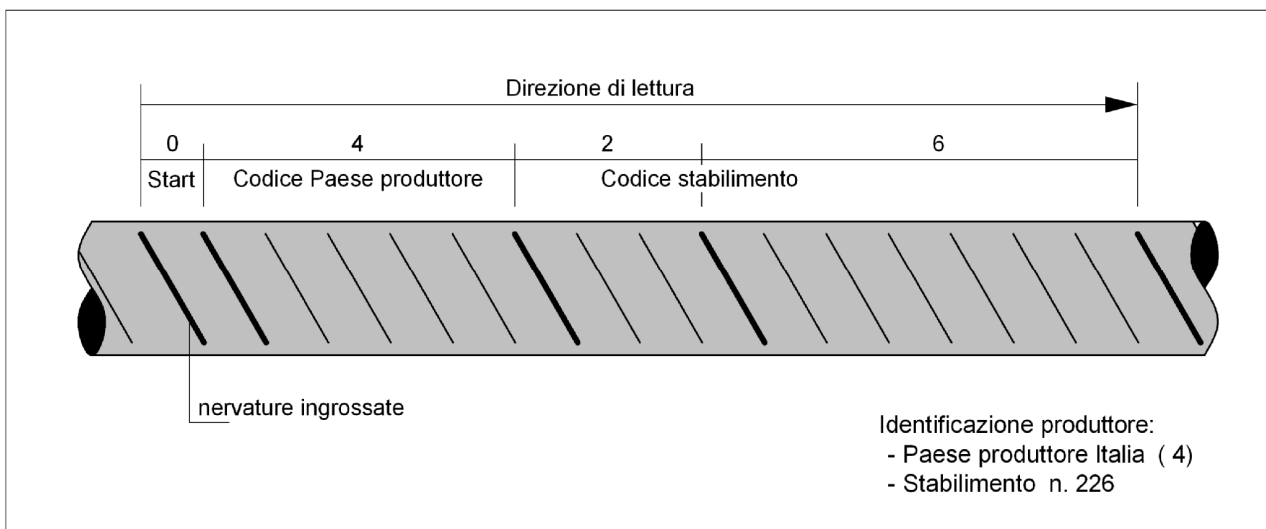 Direzione di lettura
0 4 2 6
Start Codice Paese produttore Codice stabilimento
nervature ingrossate
Identificazione produttore:
- Paese produttore Italia ( 4)
- Stabilimento n. 226